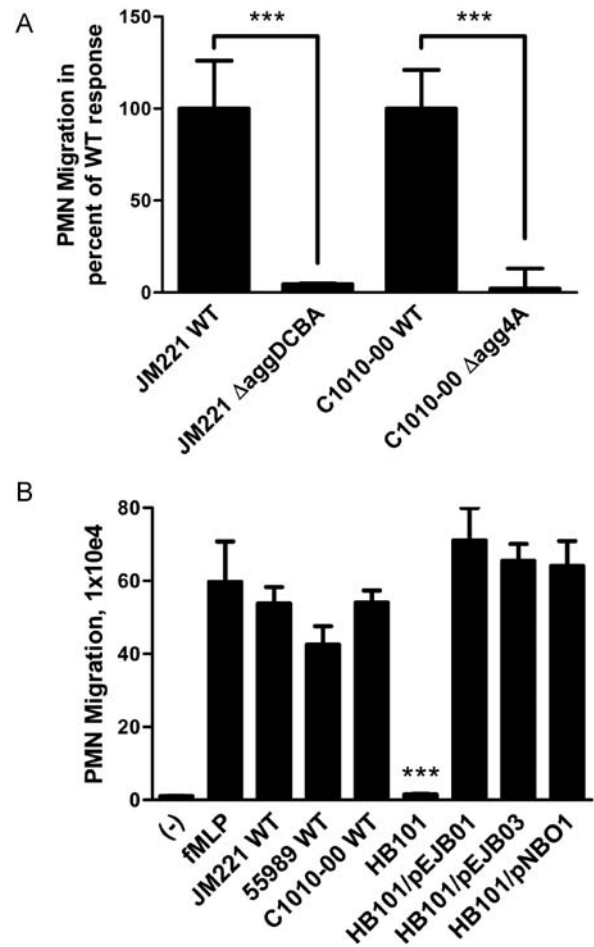 A
PMN Migration in
percent of WT response
150
100
50
0
***
***
JM221 WT
JM221 ΔaggDCBA
C1010-00 WT
C1010-00 Δagg4A
B
PMN Migration, 1x10e4
80
60
40
20
0
***
(-)
fMLP
JM221 WT
55989 WT
C1010-00 WT
HB101
HB101/pEJB01
HB101/pEJB03
HB101/pNBO1